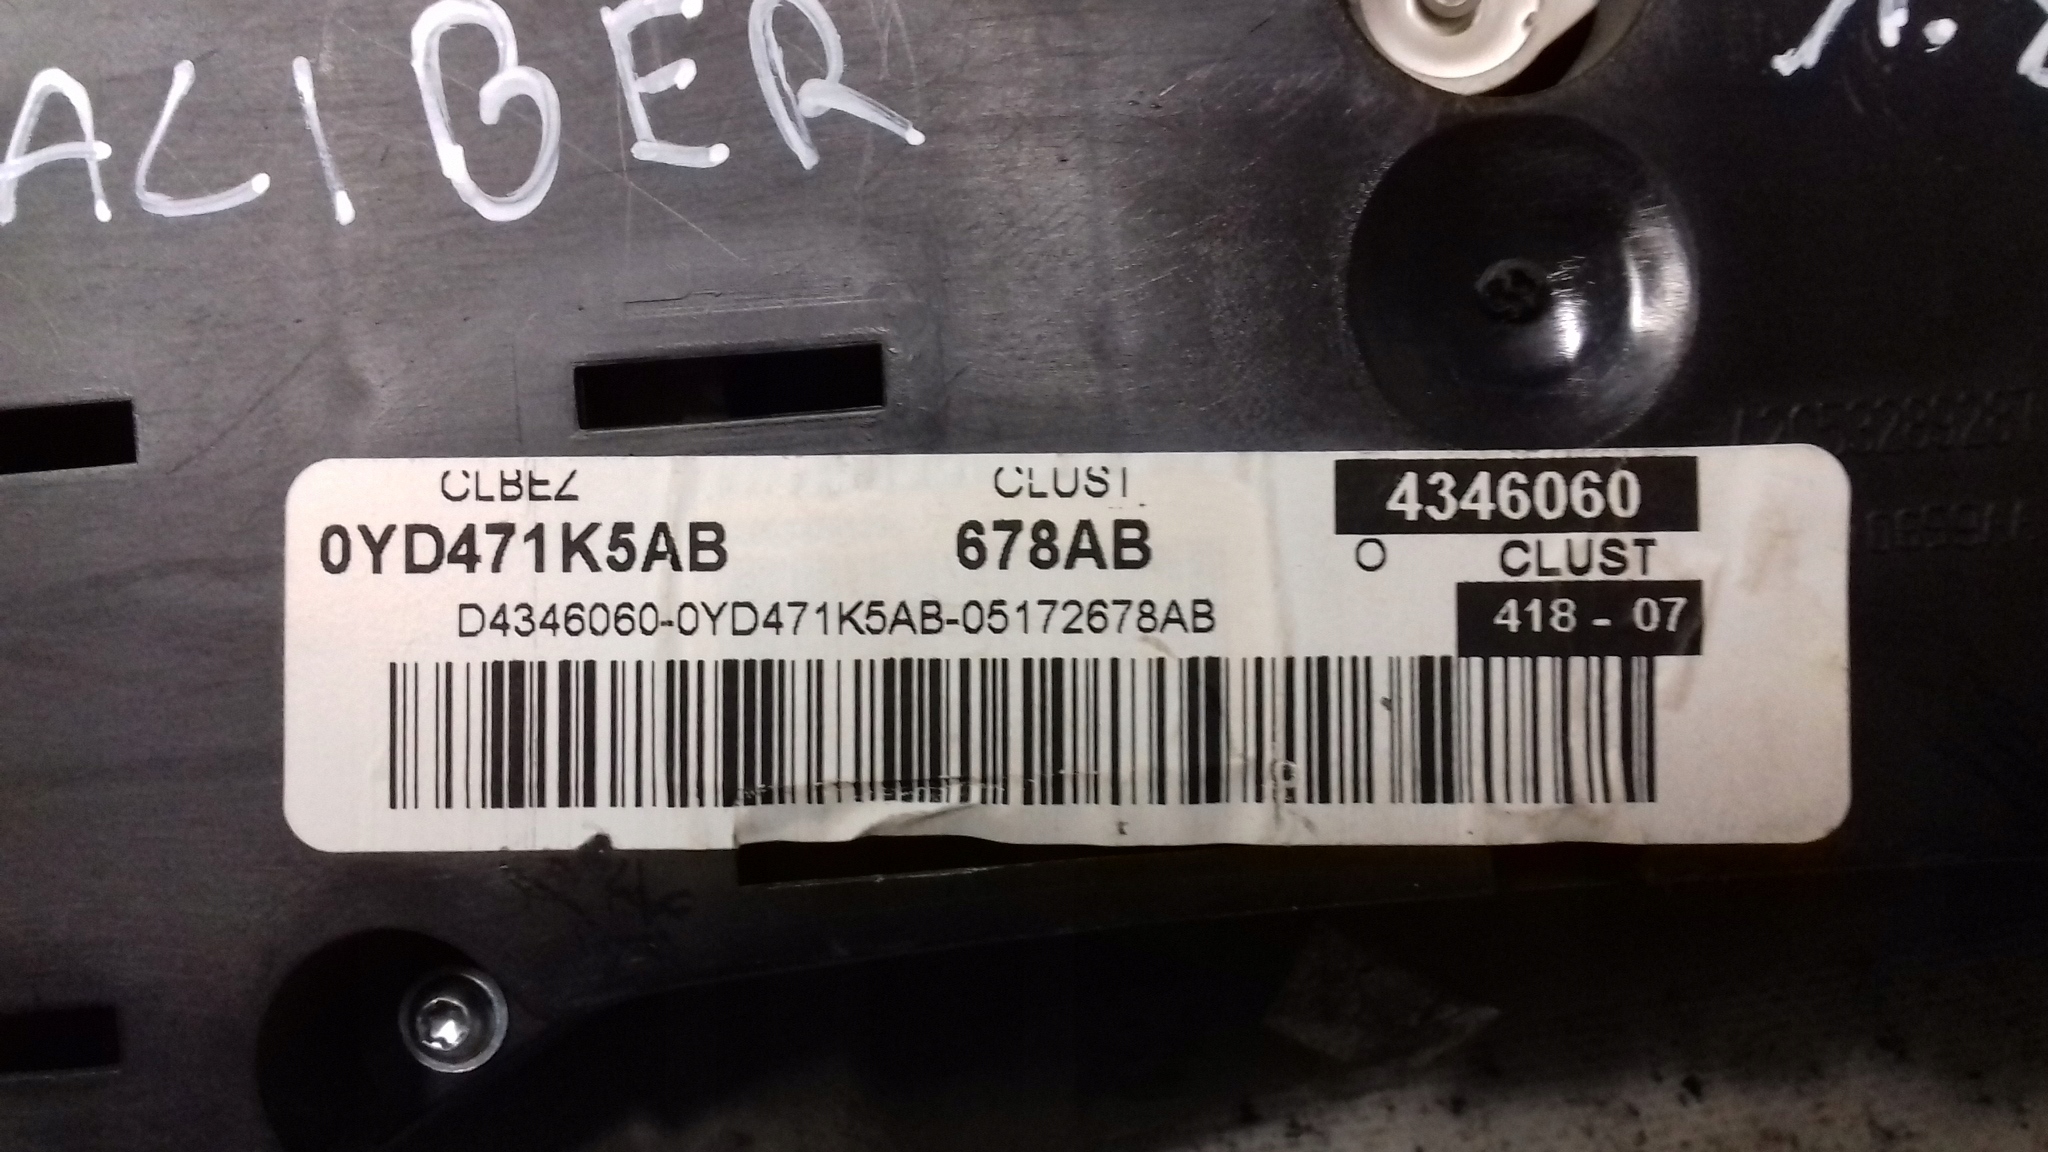 ALIBER
CLBEZ CLUST 4346060
0YD471K5AB 678AB O CLUST
D4346060-0YD471K5AB-05172678AB 418 - 07